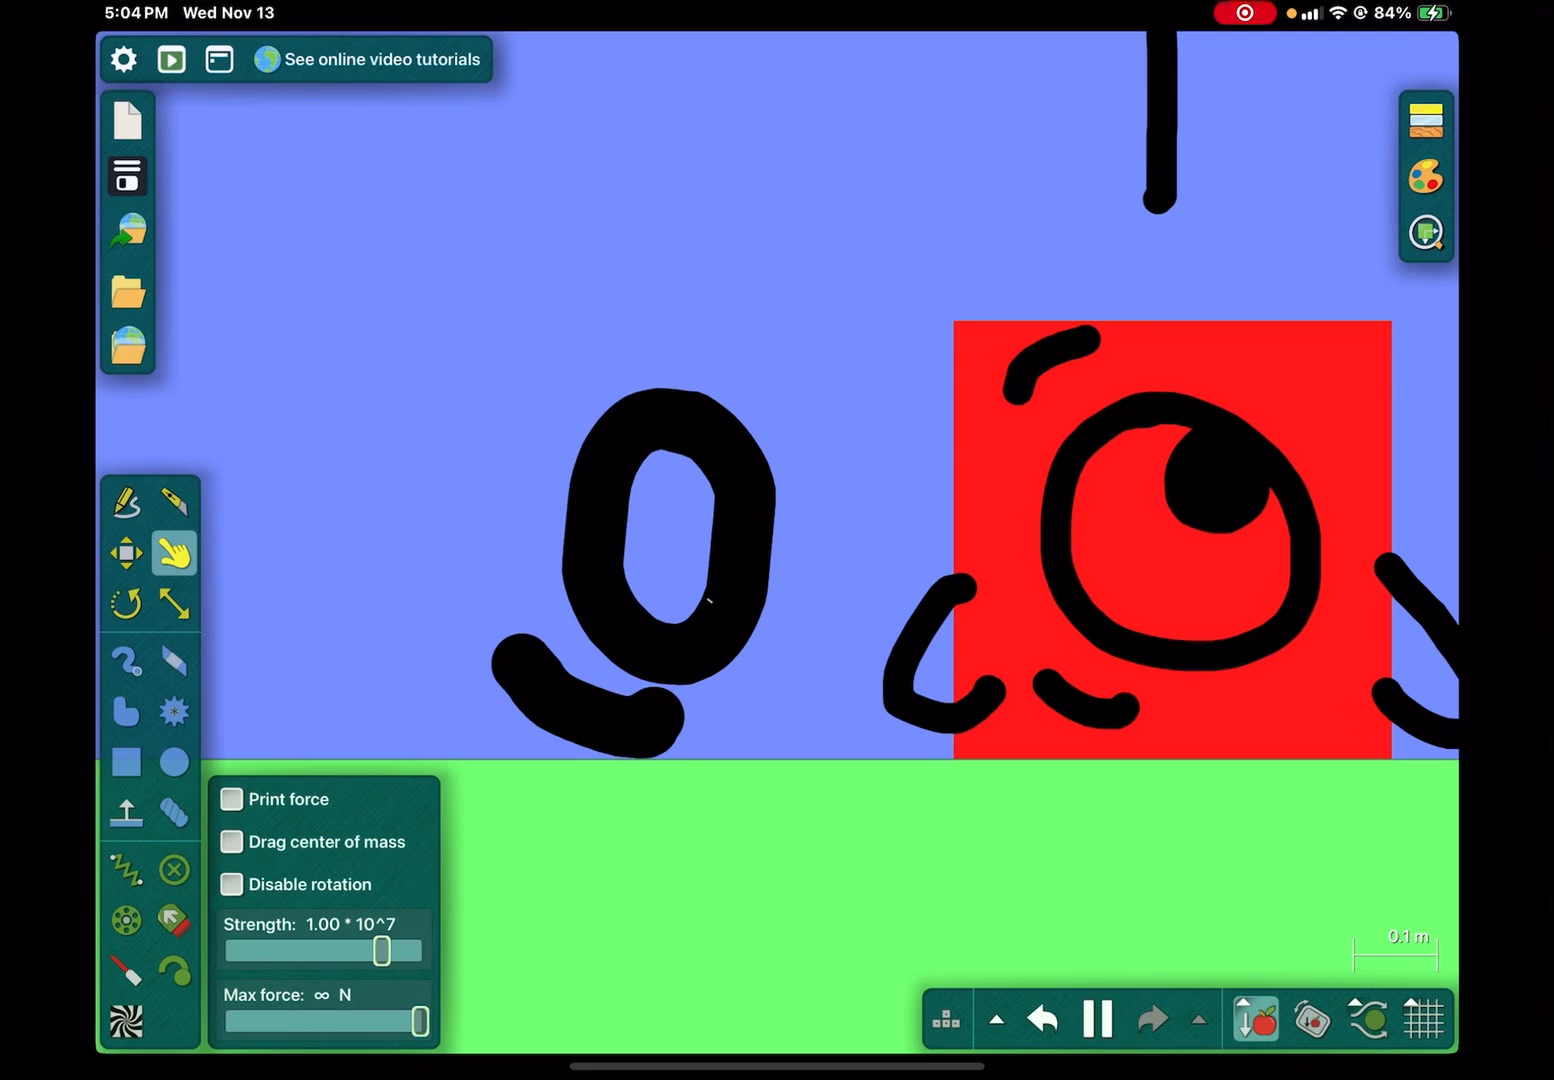 5:04 PM Wed Nov 13
84%
See online video tutorials
Print force
Drag center of mass
Disable rotation
Strength: 1.00 * 10^7
Max force: ∞ N
0.1 m